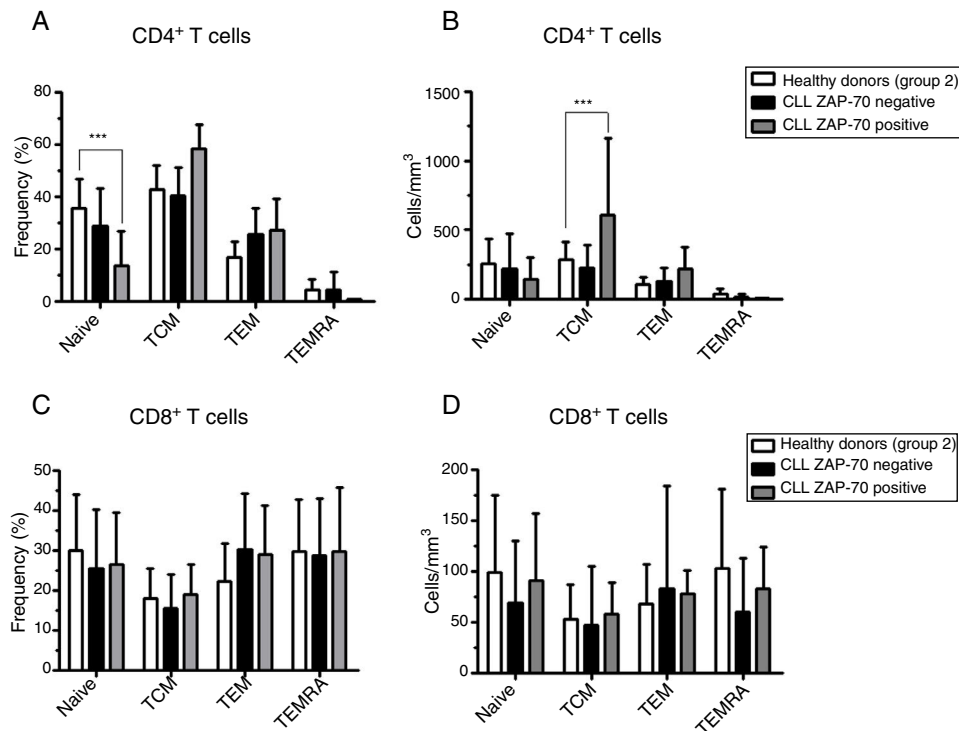 A
CD4⁺ T cells
Frequency (%)
80
60
40
20
0
***
Naive
TCM
TEM
TEMRA
B
CD4⁺ T cells
Cells/mm³
1500
1000
500
0
***
Naive
TCM
TEM
TEMRA
Healthy donors (group 2)
CLL ZAP-70 negative
CLL ZAP-70 positive
C
CD8⁺ T cells
Frequency (%)
50
40
30
20
10
0
Naive
TCM
TEM
TEMRA
D
CD8⁺ T cells
Cells/mm³
200
150
100
50
0
Naive
TCM
TEM
TEMRA
Healthy donors (group 2)
CLL ZAP-70 negative
CLL ZAP-70 positive